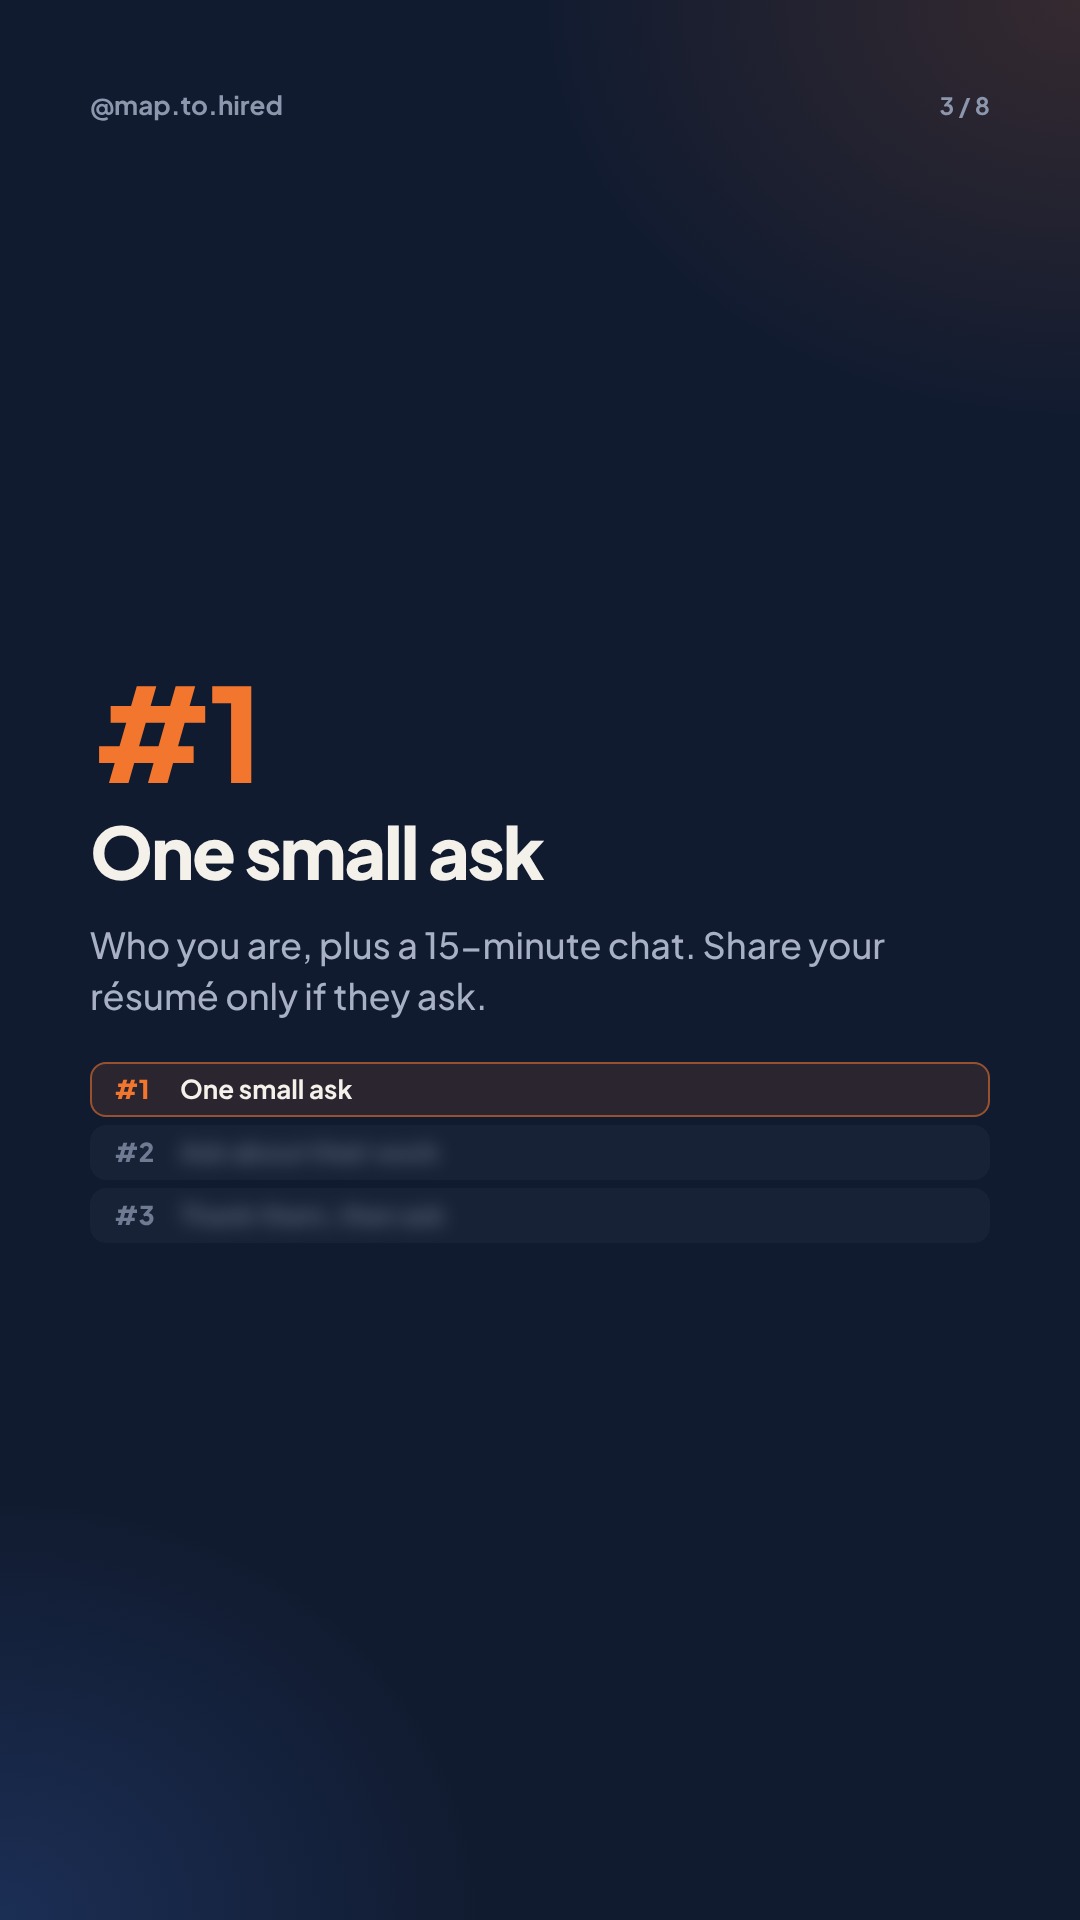 @map.to.hired
3 / 8
#1
One small ask
Who you are, plus a 15-minute chat. Share your
résumé only if they ask.
#1 One small ask
#2
#3